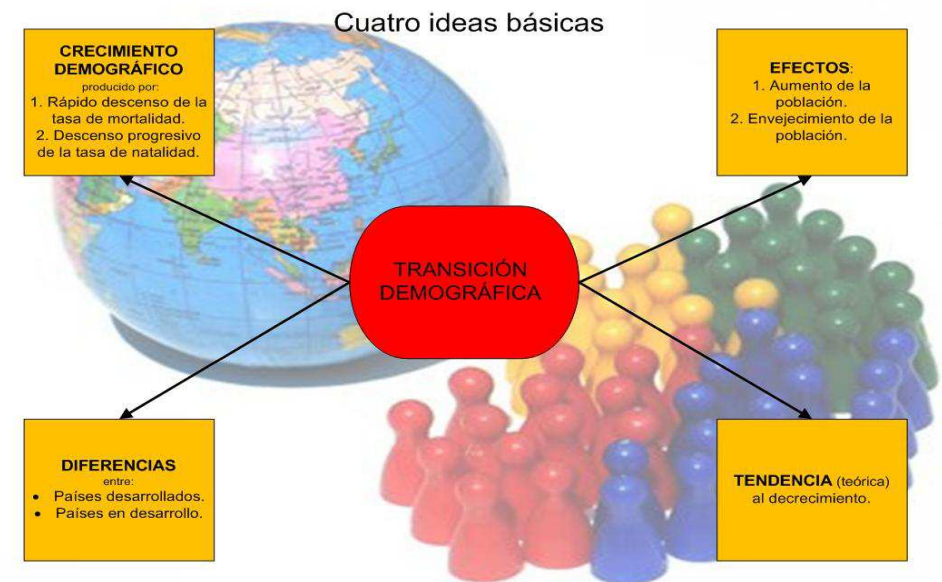 Cuatro ideas básicas
CRECIMIENTO
DEMOGRÁFICO
producido por:
1. Rápido descenso de la
tasa de mortalidad.
2. Descenso progresivo
de la tasa de natalidad.
EFECTOS:
1. Aumento de la
población.
2. Envejecimiento de la
población.
TRANSICIÓN
DEMOGRÁFICA
DIFERENCIAS
entre:
• Países desarrollados.
• Países en desarrollo.
TENDENCIA (teórica)
al decrecimiento.